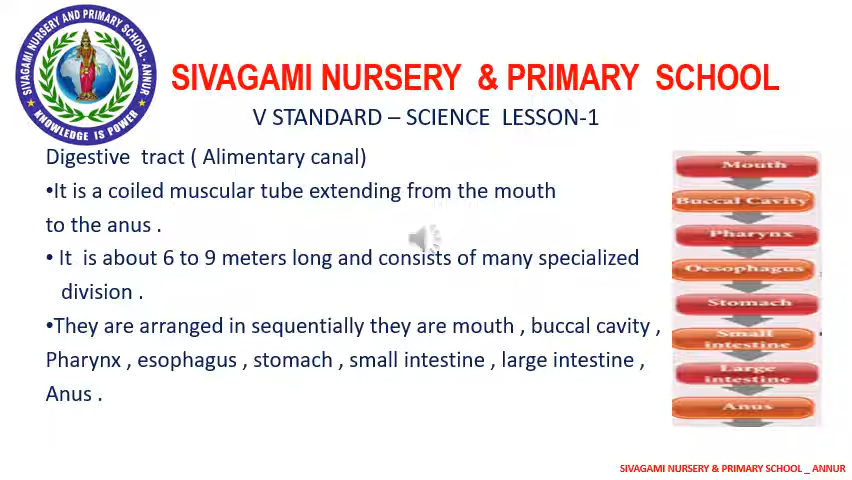 SIVAGAMI NURSERY AND PRIMARY SCHOOL - ANNUR
KNOWLEDGE IS POWER
SIVAGAMI NURSERY & PRIMARY SCHOOL
V STANDARD – SCIENCE LESSON-1
Digestive tract ( Alimentary canal)
•It is a coiled muscular tube extending from the mouth
to the anus .
• It is about 6 to 9 meters long and consists of many specialized
division .
•They are arranged in sequentially they are mouth , buccal cavity ,
Pharynx , esophagus , stomach , small intestine , large intestine ,
Anus .
Mouth
Buccal Cavity
Pharynx
Oesophagus
Stomach
Small
intestine
Large
intestine
Anus
SIVAGAMI NURSERY & PRIMARY SCHOOL _ ANNUR